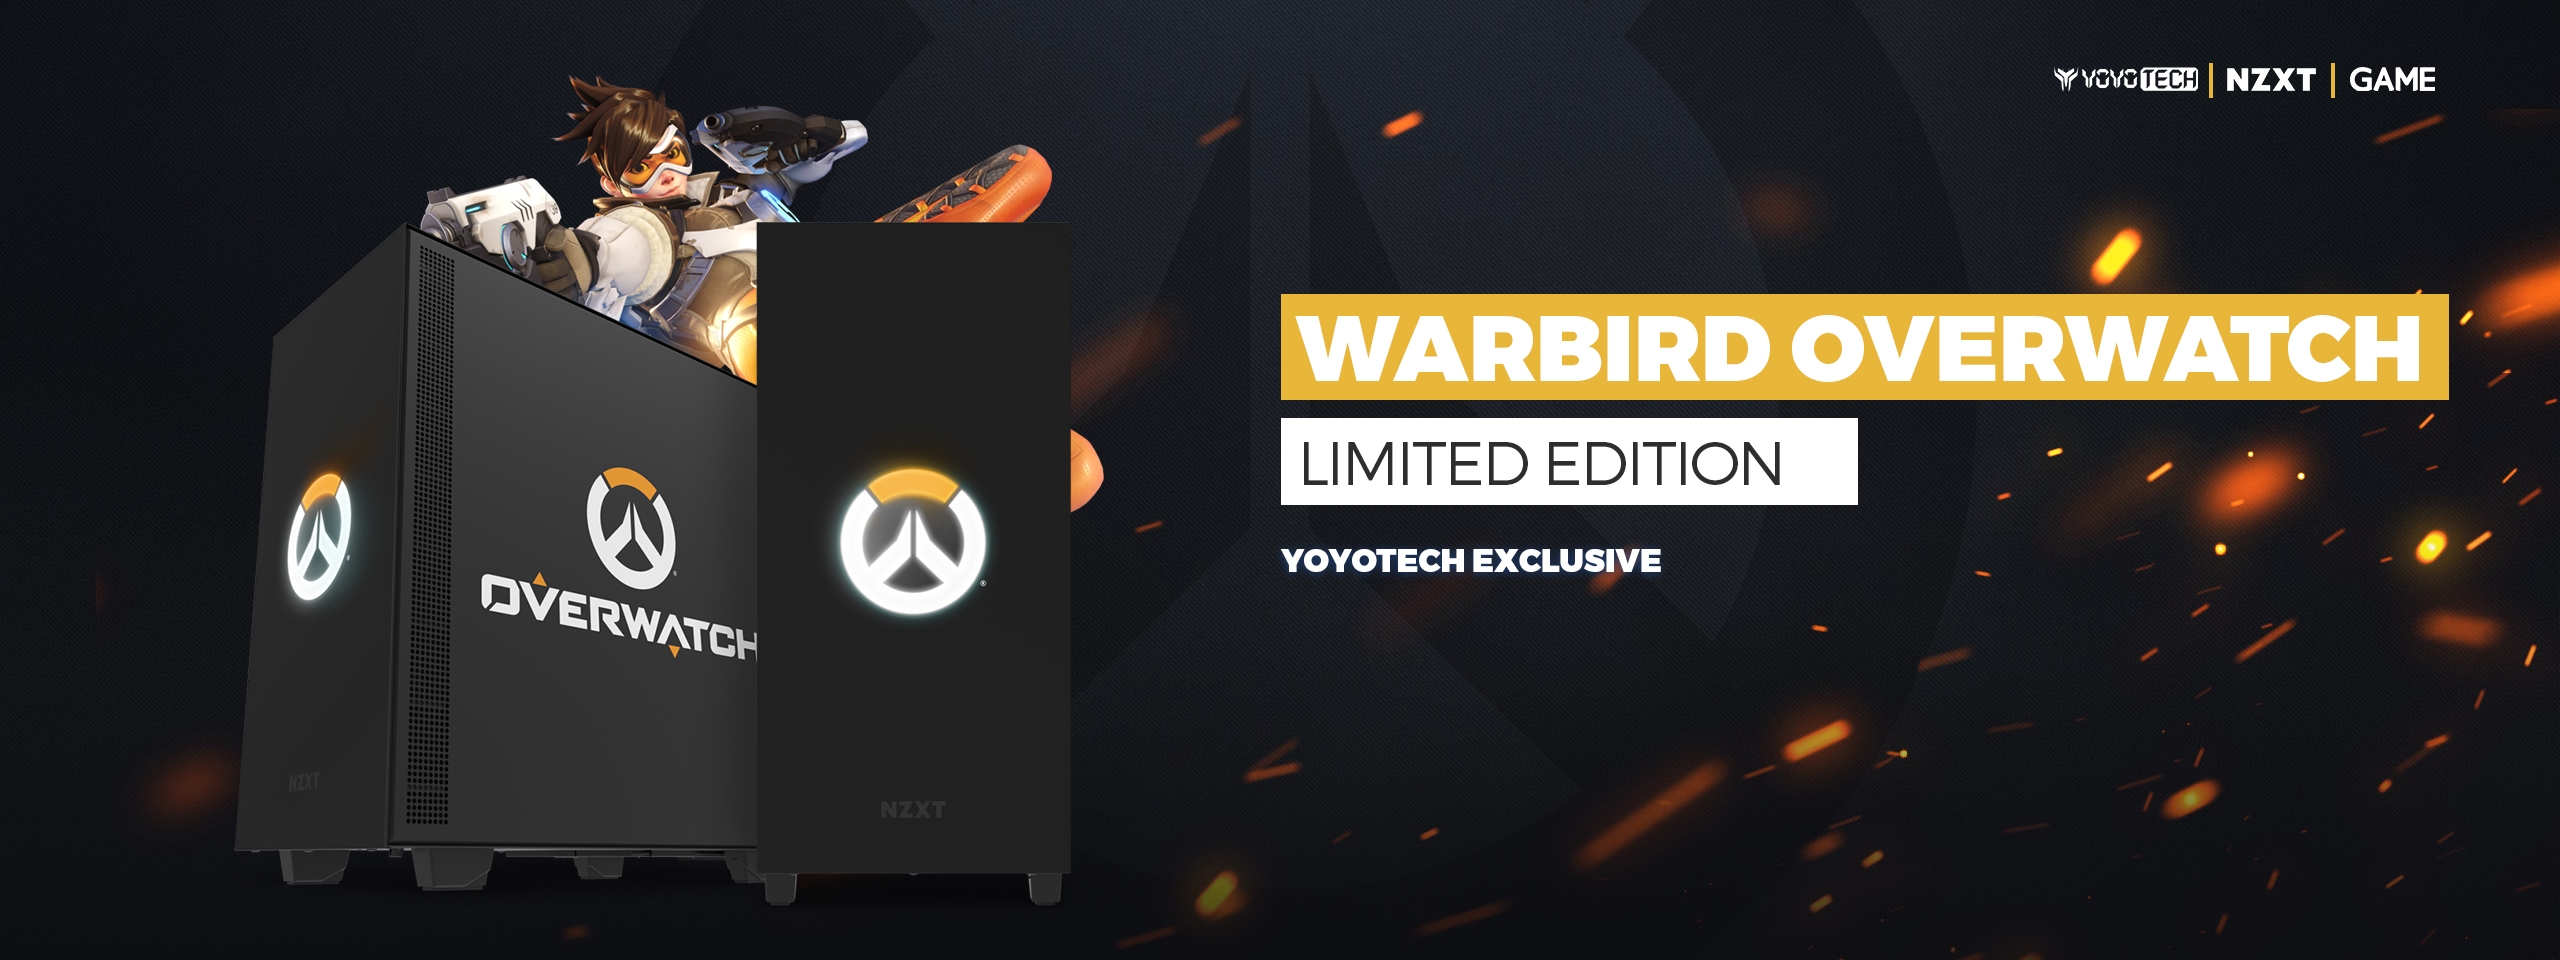 YOYOTECH | NZXT | GAME
WARBIRD OVERWATCH
LIMITED EDITION
YOYOTECH EXCLUSIVE
OVERWATCH
NZXT
NZXT